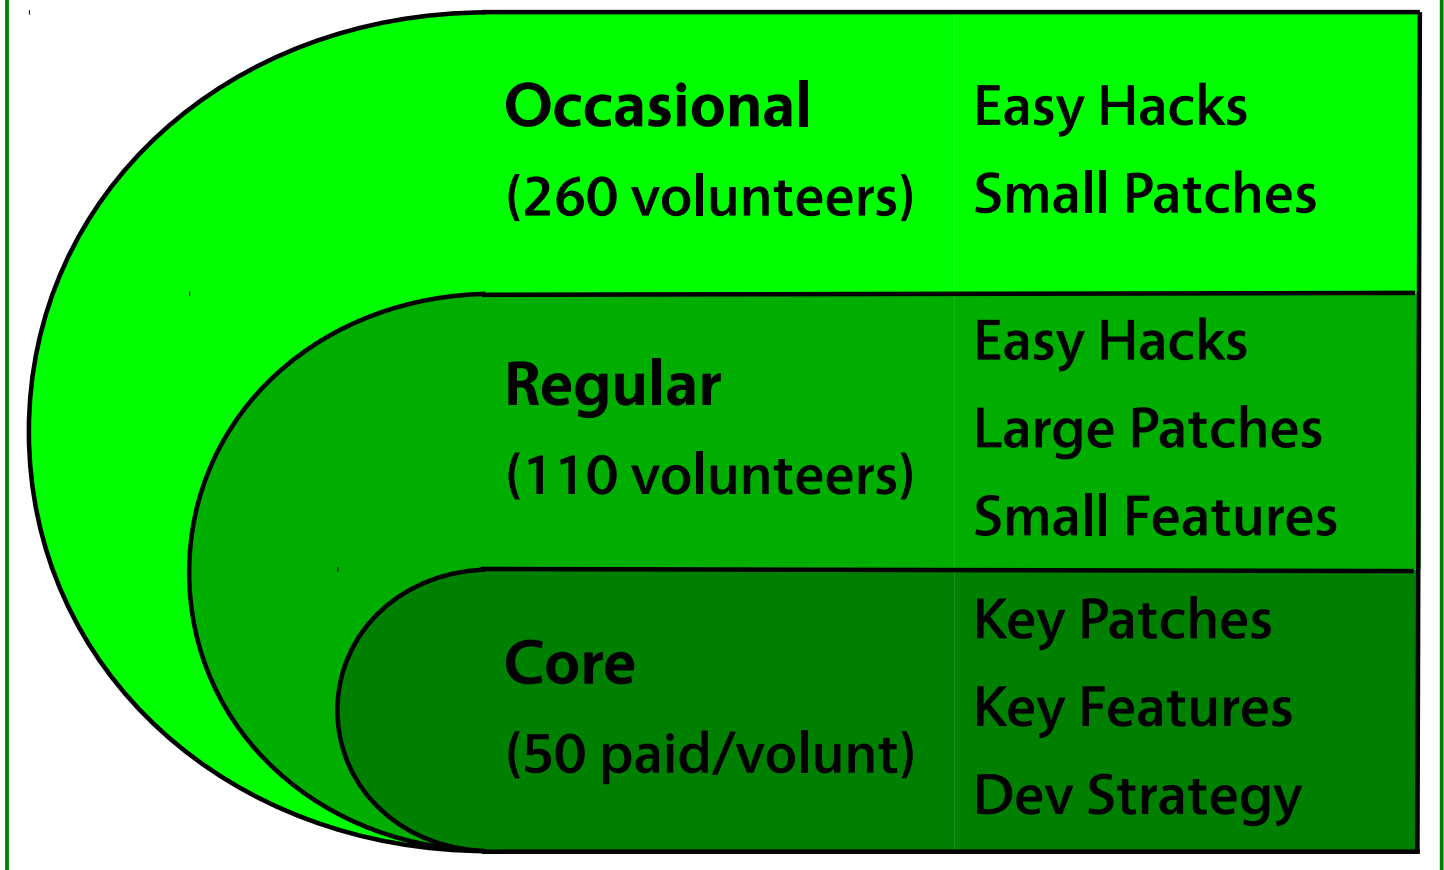 Occasional
(260 volunteers)
Easy Hacks
Small Patches
Regular
(110 volunteers)
Easy Hacks
Large Patches
Small Features
Core
(50 paid/volunt)
Key Patches
Key Features
Dev Strategy